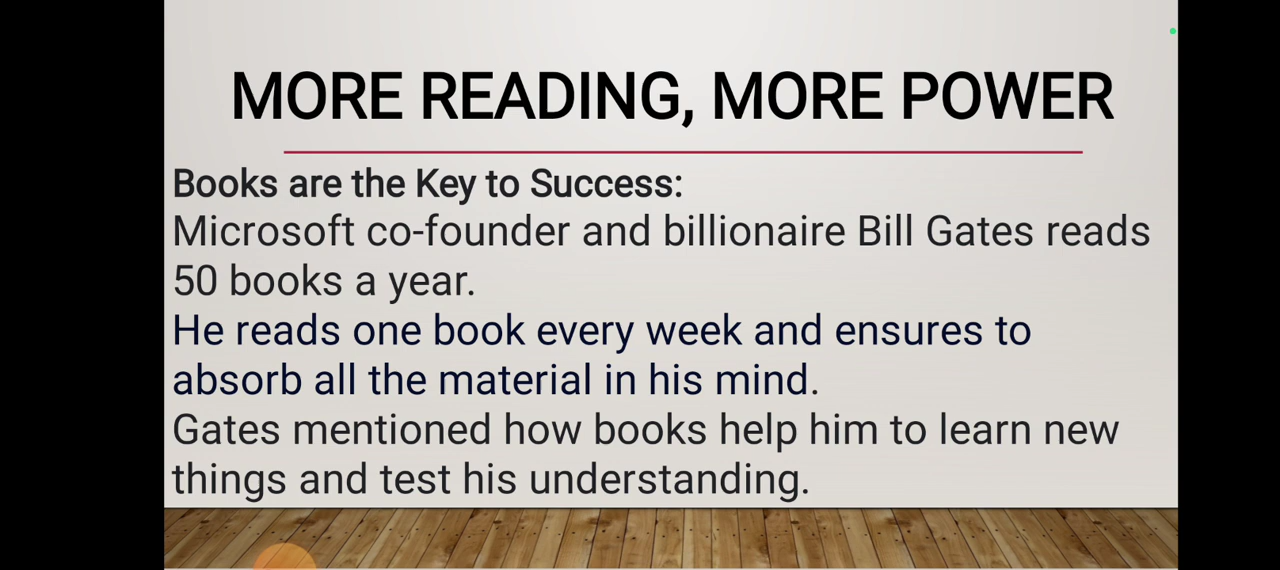 MORE READING, MORE POWER
Books are the Key to Success:
Microsoft co-founder and billionaire Bill Gates reads
50 books a year.
He reads one book every week and ensures to
absorb all the material in his mind.
Gates mentioned how books help him to learn new
things and test his understanding.